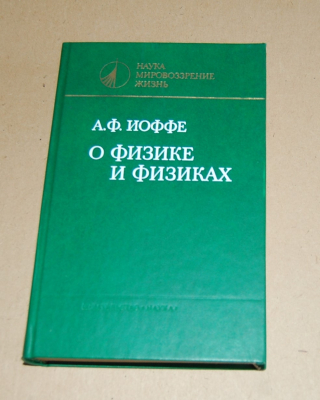 НАУКА
МИРОВОЗЗРЕНИЕ
ЖИЗНЬ
А.Ф. ИОФФЕ
О ФИЗИКЕ
И ФИЗИКАХ